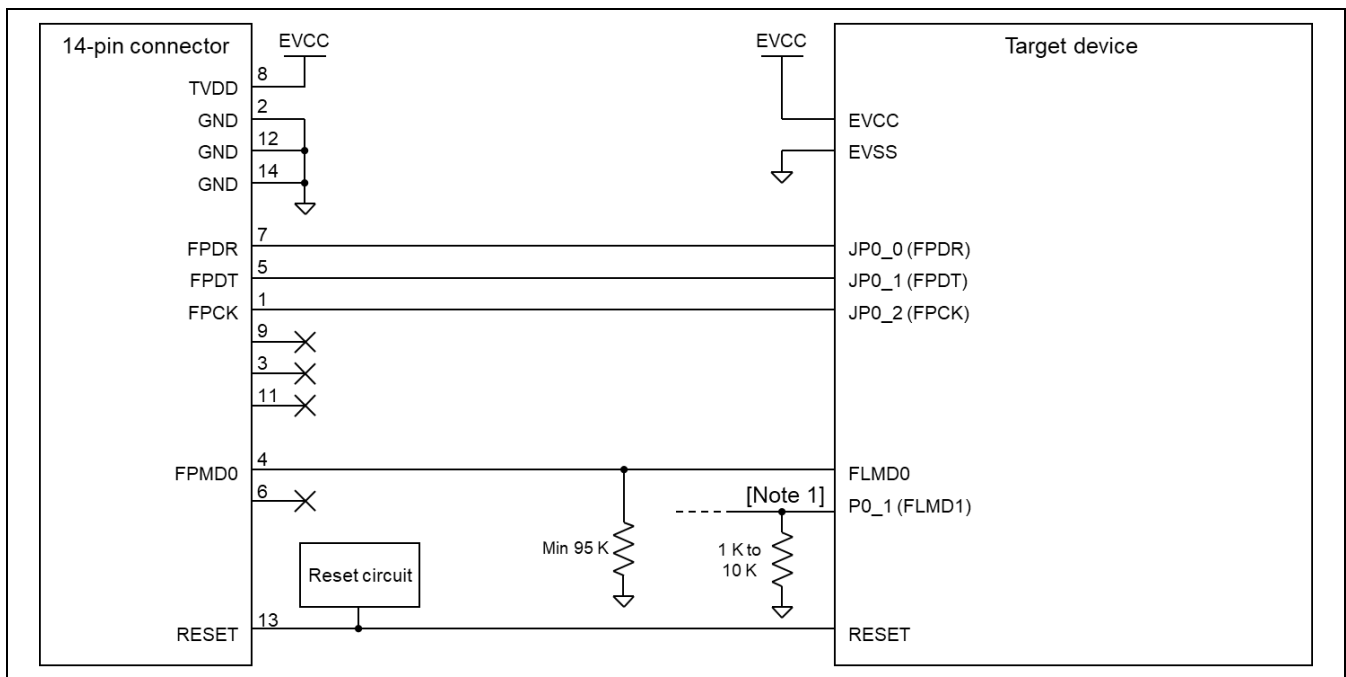 14-pin connector
EVCC
EVCC
Target device
8
TVDD
2
GND
EVCC
12
GND
EVSS
14
GND
7
FPDR
JP0_0 (FPDR)
5
FPDT
JP0_1 (FPDT)
1
FPCK
JP0_2 (FPCK)
9
3
11
4
FPMD0
FLMD0
6
[Note 1]
P0_1 (FLMD1)
Min 95 K
1 K to
10 K
Reset circuit
13
RESET
RESET